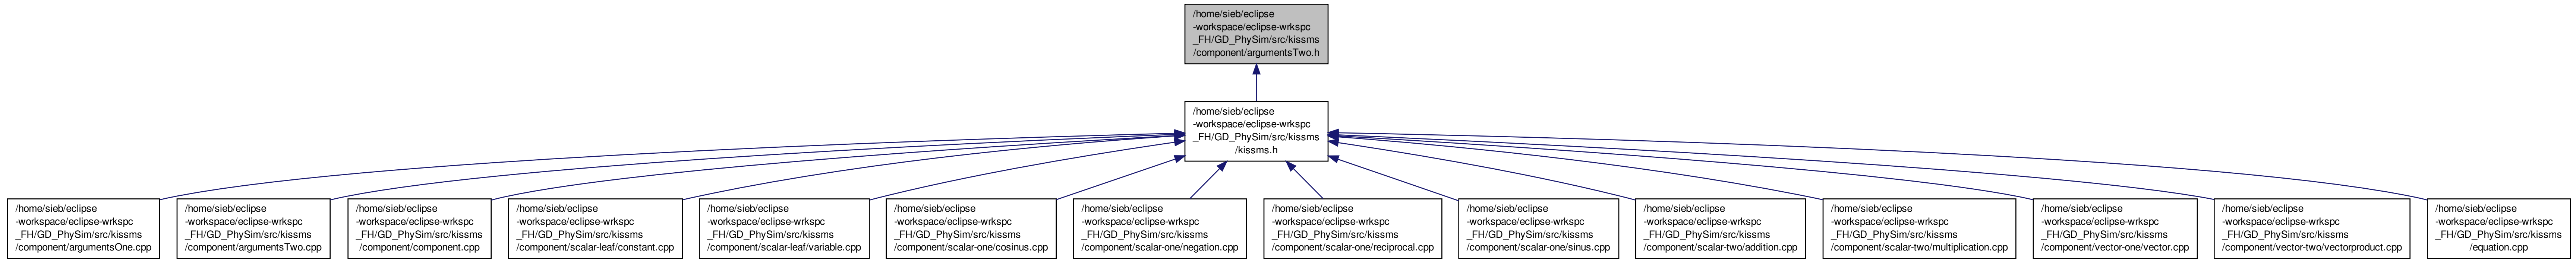 /home/sieb/eclipse
-workspace/eclipse-wrkspc
_FH/GD_PhySim/src/kissms
/component/argumentsTwo.h
/home/sieb/eclipse
-workspace/eclipse-wrkspc
_FH/GD_PhySim/src/kissms
/kissms.h
/home/sieb/eclipse
-workspace/eclipse-wrkspc
_FH/GD_PhySim/src/kissms
/component/argumentsOne.cpp
/home/sieb/eclipse
-workspace/eclipse-wrkspc
_FH/GD_PhySim/src/kissms
/component/argumentsTwo.cpp
/home/sieb/eclipse
-workspace/eclipse-wrkspc
_FH/GD_PhySim/src/kissms
/component/component.cpp
/home/sieb/eclipse
-workspace/eclipse-wrkspc
_FH/GD_PhySim/src/kissms
/component/scalar-leaf/constant.cpp
/home/sieb/eclipse
-workspace/eclipse-wrkspc
_FH/GD_PhySim/src/kissms
/component/scalar-leaf/variable.cpp
/home/sieb/eclipse
-workspace/eclipse-wrkspc
_FH/GD_PhySim/src/kissms
/component/scalar-one/cosinus.cpp
/home/sieb/eclipse
-workspace/eclipse-wrkspc
_FH/GD_PhySim/src/kissms
/component/scalar-one/negation.cpp
/home/sieb/eclipse
-workspace/eclipse-wrkspc
_FH/GD_PhySim/src/kissms
/component/scalar-one/reciprocal.cpp
/home/sieb/eclipse
-workspace/eclipse-wrkspc
_FH/GD_PhySim/src/kissms
/component/scalar-one/sinus.cpp
/home/sieb/eclipse
-workspace/eclipse-wrkspc
_FH/GD_PhySim/src/kissms
/component/scalar-two/addition.cpp
/home/sieb/eclipse
-workspace/eclipse-wrkspc
_FH/GD_PhySim/src/kissms
/component/scalar-two/multiplication.cpp
/home/sieb/eclipse
-workspace/eclipse-wrkspc
_FH/GD_PhySim/src/kissms
/component/vector-one/vector.cpp
/home/sieb/eclipse
-workspace/eclipse-wrkspc
_FH/GD_PhySim/src/kissms
/component/vector-two/vectorproduct.cpp
/home/sieb/eclipse
-workspace/eclipse-wrkspc
_FH/GD_PhySim/src/kissms
/equation.cpp